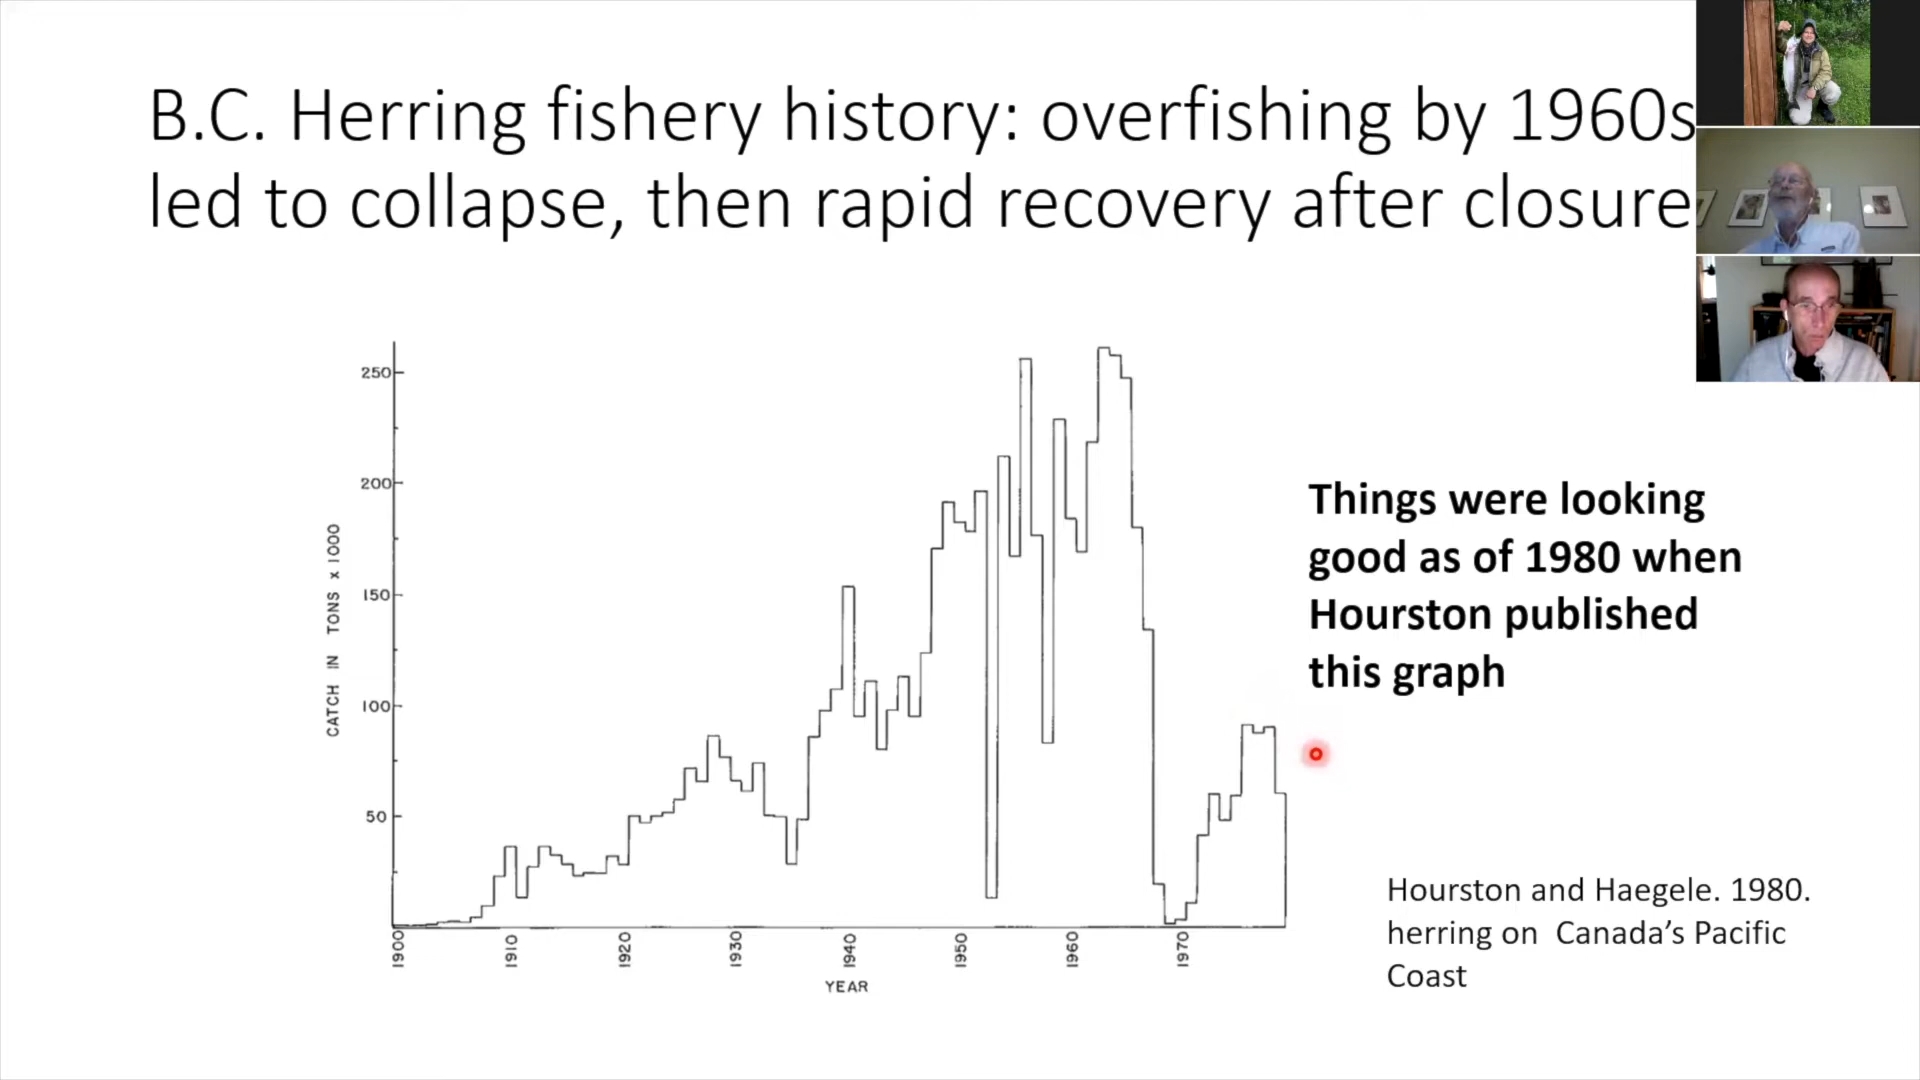 B.C. Herring fishery history: overfishing by 1960s
led to collapse, then rapid recovery after closure
250
200
150
100
50
CATCH IN TONS x 1000
1900
1910
1920
1930
1940
1950
1960
1970
YEAR
Things were looking
good as of 1980 when
Hourston published
this graph
Hourston and Haegele. 1980.
herring on Canada’s Pacific
Coast